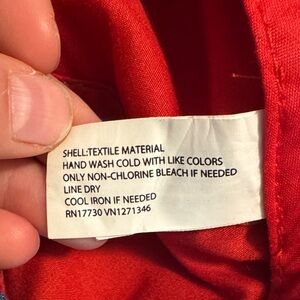 SHELL:TEXTILE MATERIAL
HAND WASH COLD WITH LIKE COLORS
ONLY NON-CHLORINE BLEACH IF NEEDED
LINE DRY
COOL IRON IF NEEDED
RN17730 VN1271346